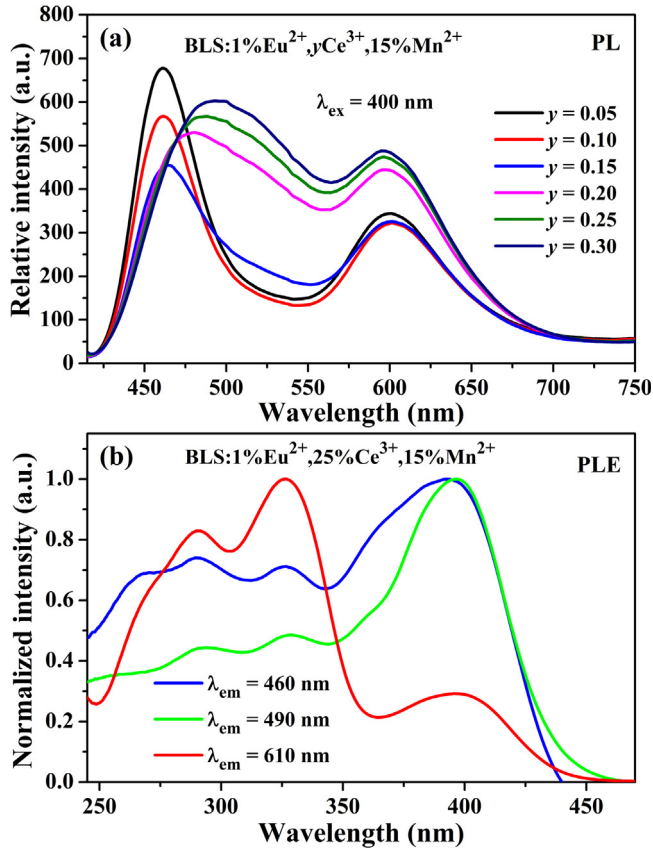 (a)
BLS:1%Eu²⁺,yCe³⁺,15%Mn²⁺
PL
λex = 400 nm
y = 0.05
y = 0.10
y = 0.15
y = 0.20
y = 0.25
y = 0.30
Relative intensity (a.u.)
800
700
600
500
400
300
200
100
0
450 500 550 600 650 700 750
Wavelength (nm)
(b)
BLS:1%Eu²⁺,25%Ce³⁺,15%Mn²⁺
PLE
λem = 460 nm
λem = 490 nm
λem = 610 nm
Normalized intensity (a.u.)
1.0
0.8
0.6
0.4
0.2
0.0
250 300 350 400 450
Wavelength (nm)